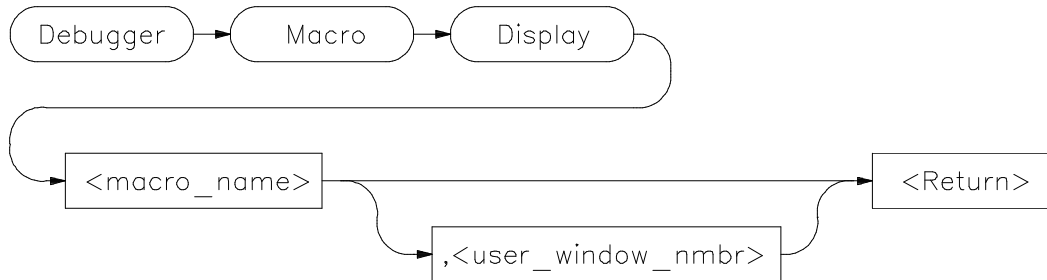 Debugger Macro Display
<macro_name> <Return>
,<user_window_nmbr>